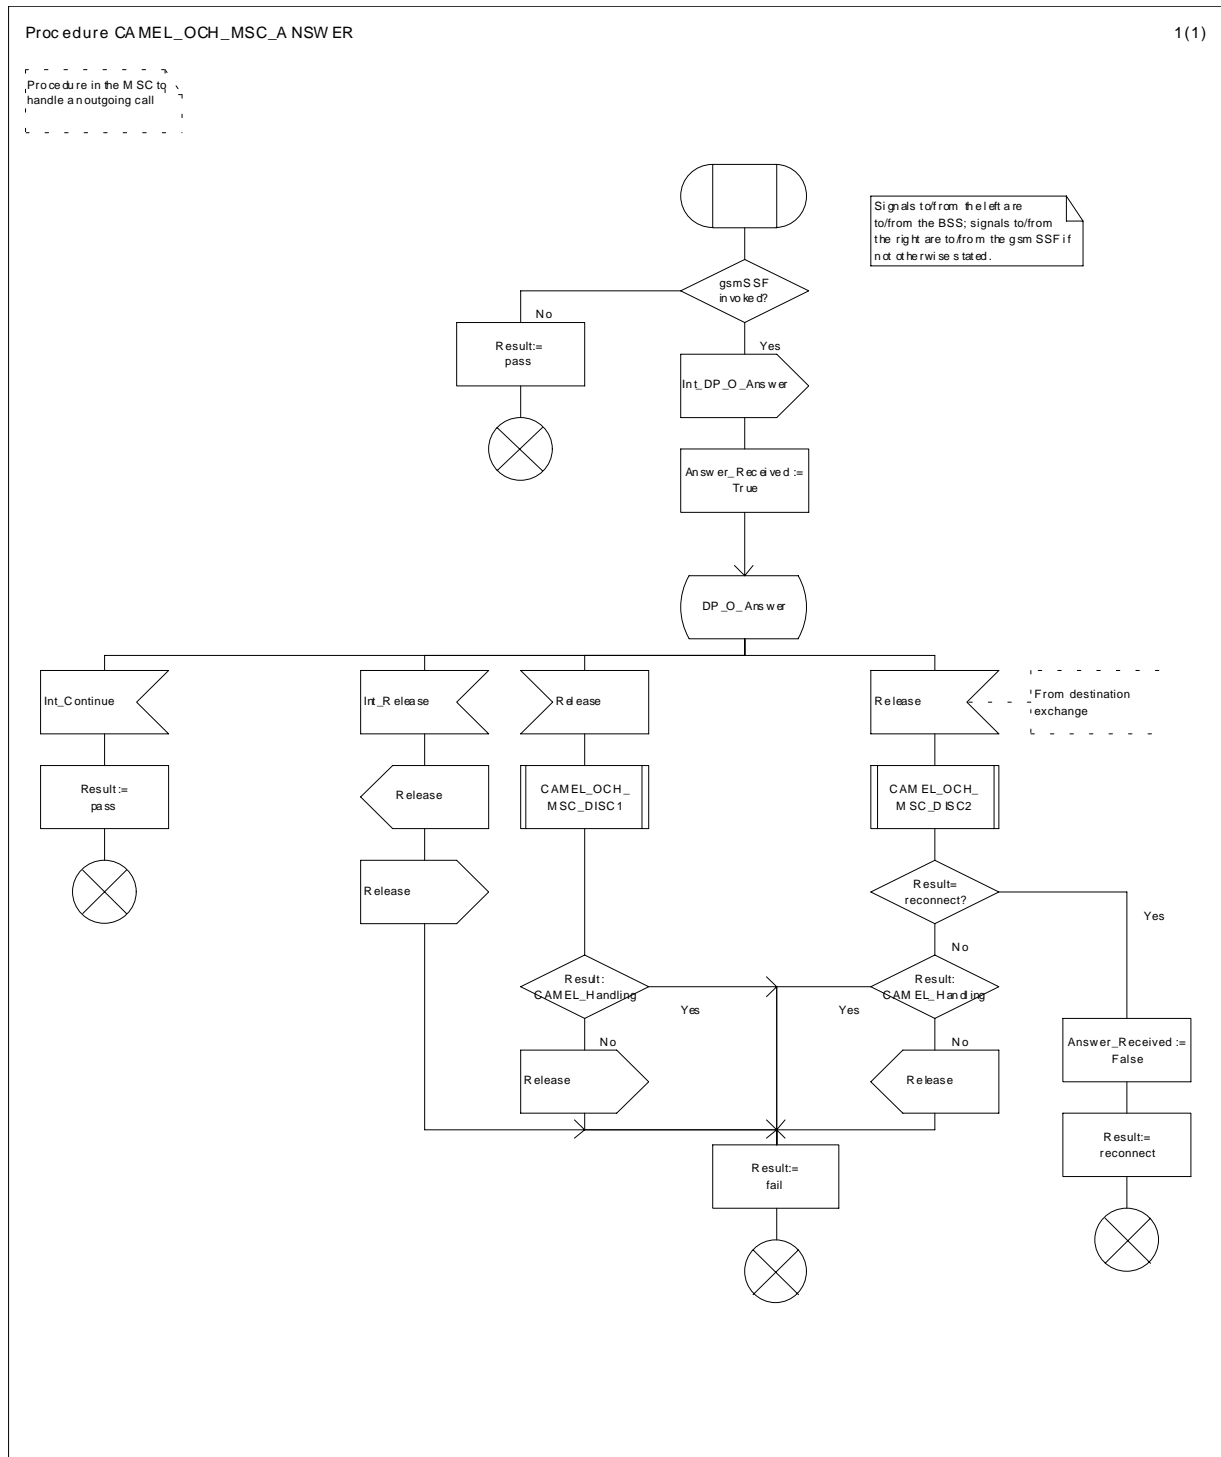 Procedure CAMEL_OCH_MSC_ANSWER
1(1)
Procedure in the MSC to
handle an outgoing call
Signals to/from the left are
to/from the BSS; signals to/from
the right are to/from the gsmSSF if
not otherwise stated.
gsmSSF
invoked?
No
Yes
Result:=
pass
Int_DP_O_Answer
Answer_Received :=
True
DP_O_Answer
Int_Continue
Int_Release
Release
Release
From destination
exchange
Result:=
pass
Release
CAMEL_OCH_
MSC_DISC1
CAMEL_OCH_
MSC_DISC2
Release
Result=
reconnect?
Yes
No
Result:
CAMEL_Handling
Yes
Yes
Result:
CAMEL_Handling
No
No
Answer_Received :=
False
Release
Release
Result:=
reconnect
Result:=
fail